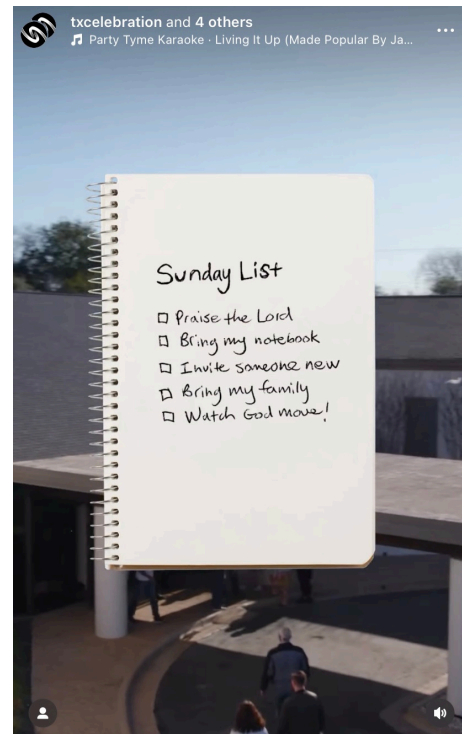 txcelebration and 4 others
Party Tyme Karaoke · Living It Up (Made Popular By Ja...
Sunday List
Praise the Lord
Bring my notebook
Invite someone new
Bring my family
Watch God move!